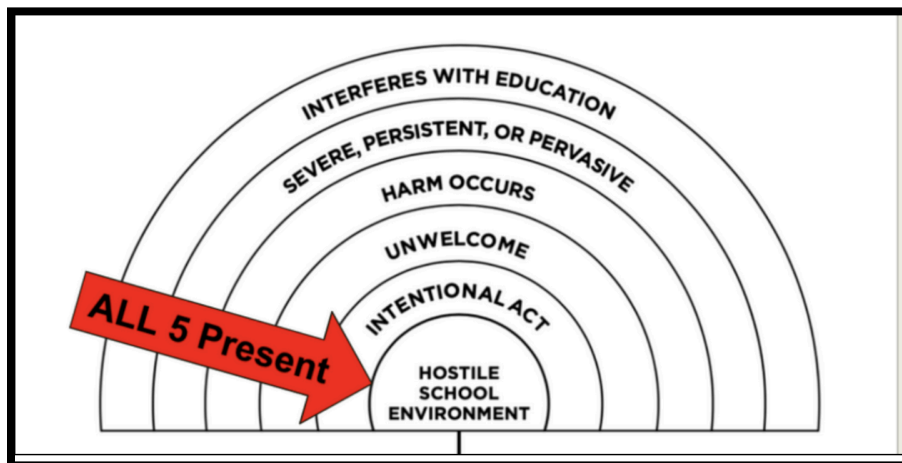 INTERFERES WITH EDUCATION
SEVERE, PERSISTENT, OR PERVASIVE
HARM OCCURS
UNWELCOME
INTENTIONAL ACT
ALL 5 Present
HOSTILE
SCHOOL
ENVIRONMENT